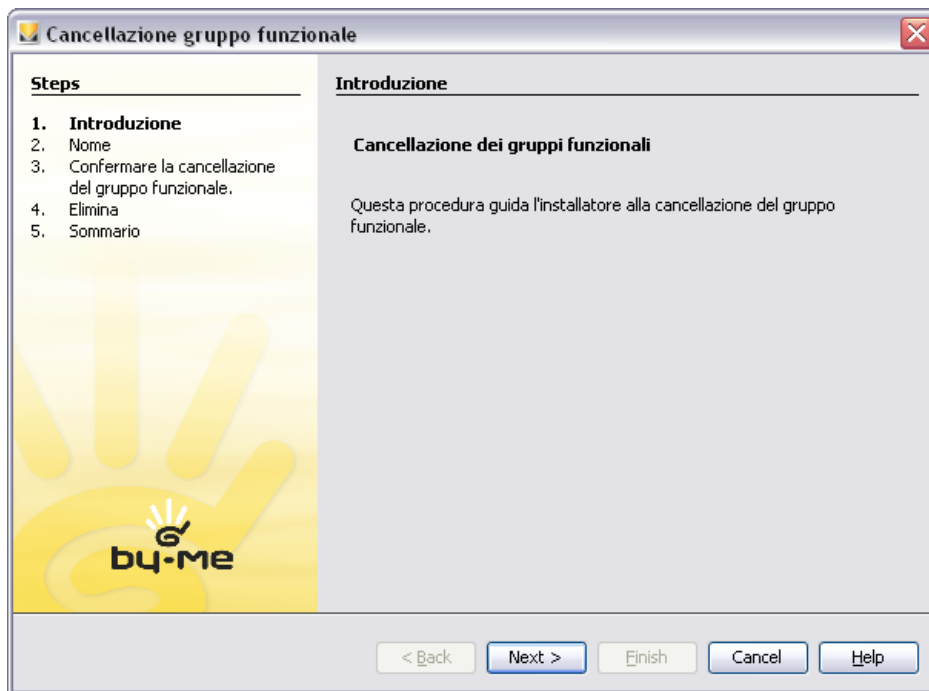 Cancellazione gruppo funzionale
Steps
1. Introduzione
2. Nome
3. Confermare la cancellazione
del gruppo funzionale.
4. Elimina
5. Sommario
by-me
Introduzione
Cancellazione dei gruppi funzionali
Questa procedura guida l'installatore alla cancellazione del gruppo
funzionale.
< Back
Next >
Finish
Cancel
Help